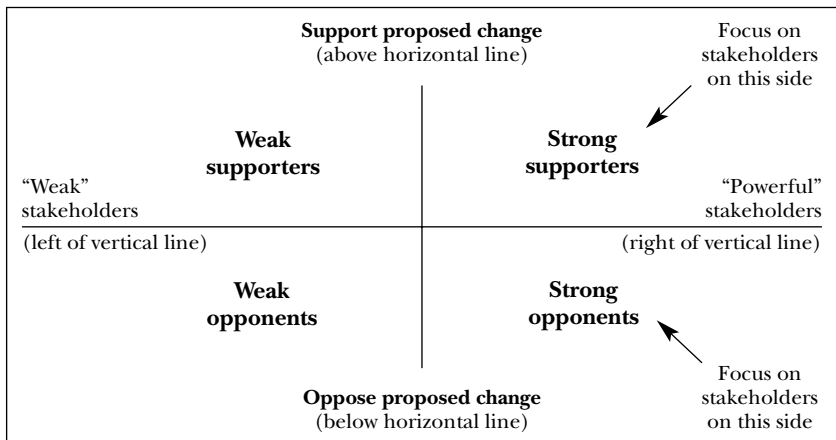 Support proposed change
(above horizontal line)
Focus on
stakeholders
on this side
Weak
supporters
Strong
supporters
“Weak”
stakeholders
“Powerful”
stakeholders
(left of vertical line)
(right of vertical line)
Weak
opponents
Strong
opponents
Oppose proposed change
(below horizontal line)
Focus on
stakeholders
on this side